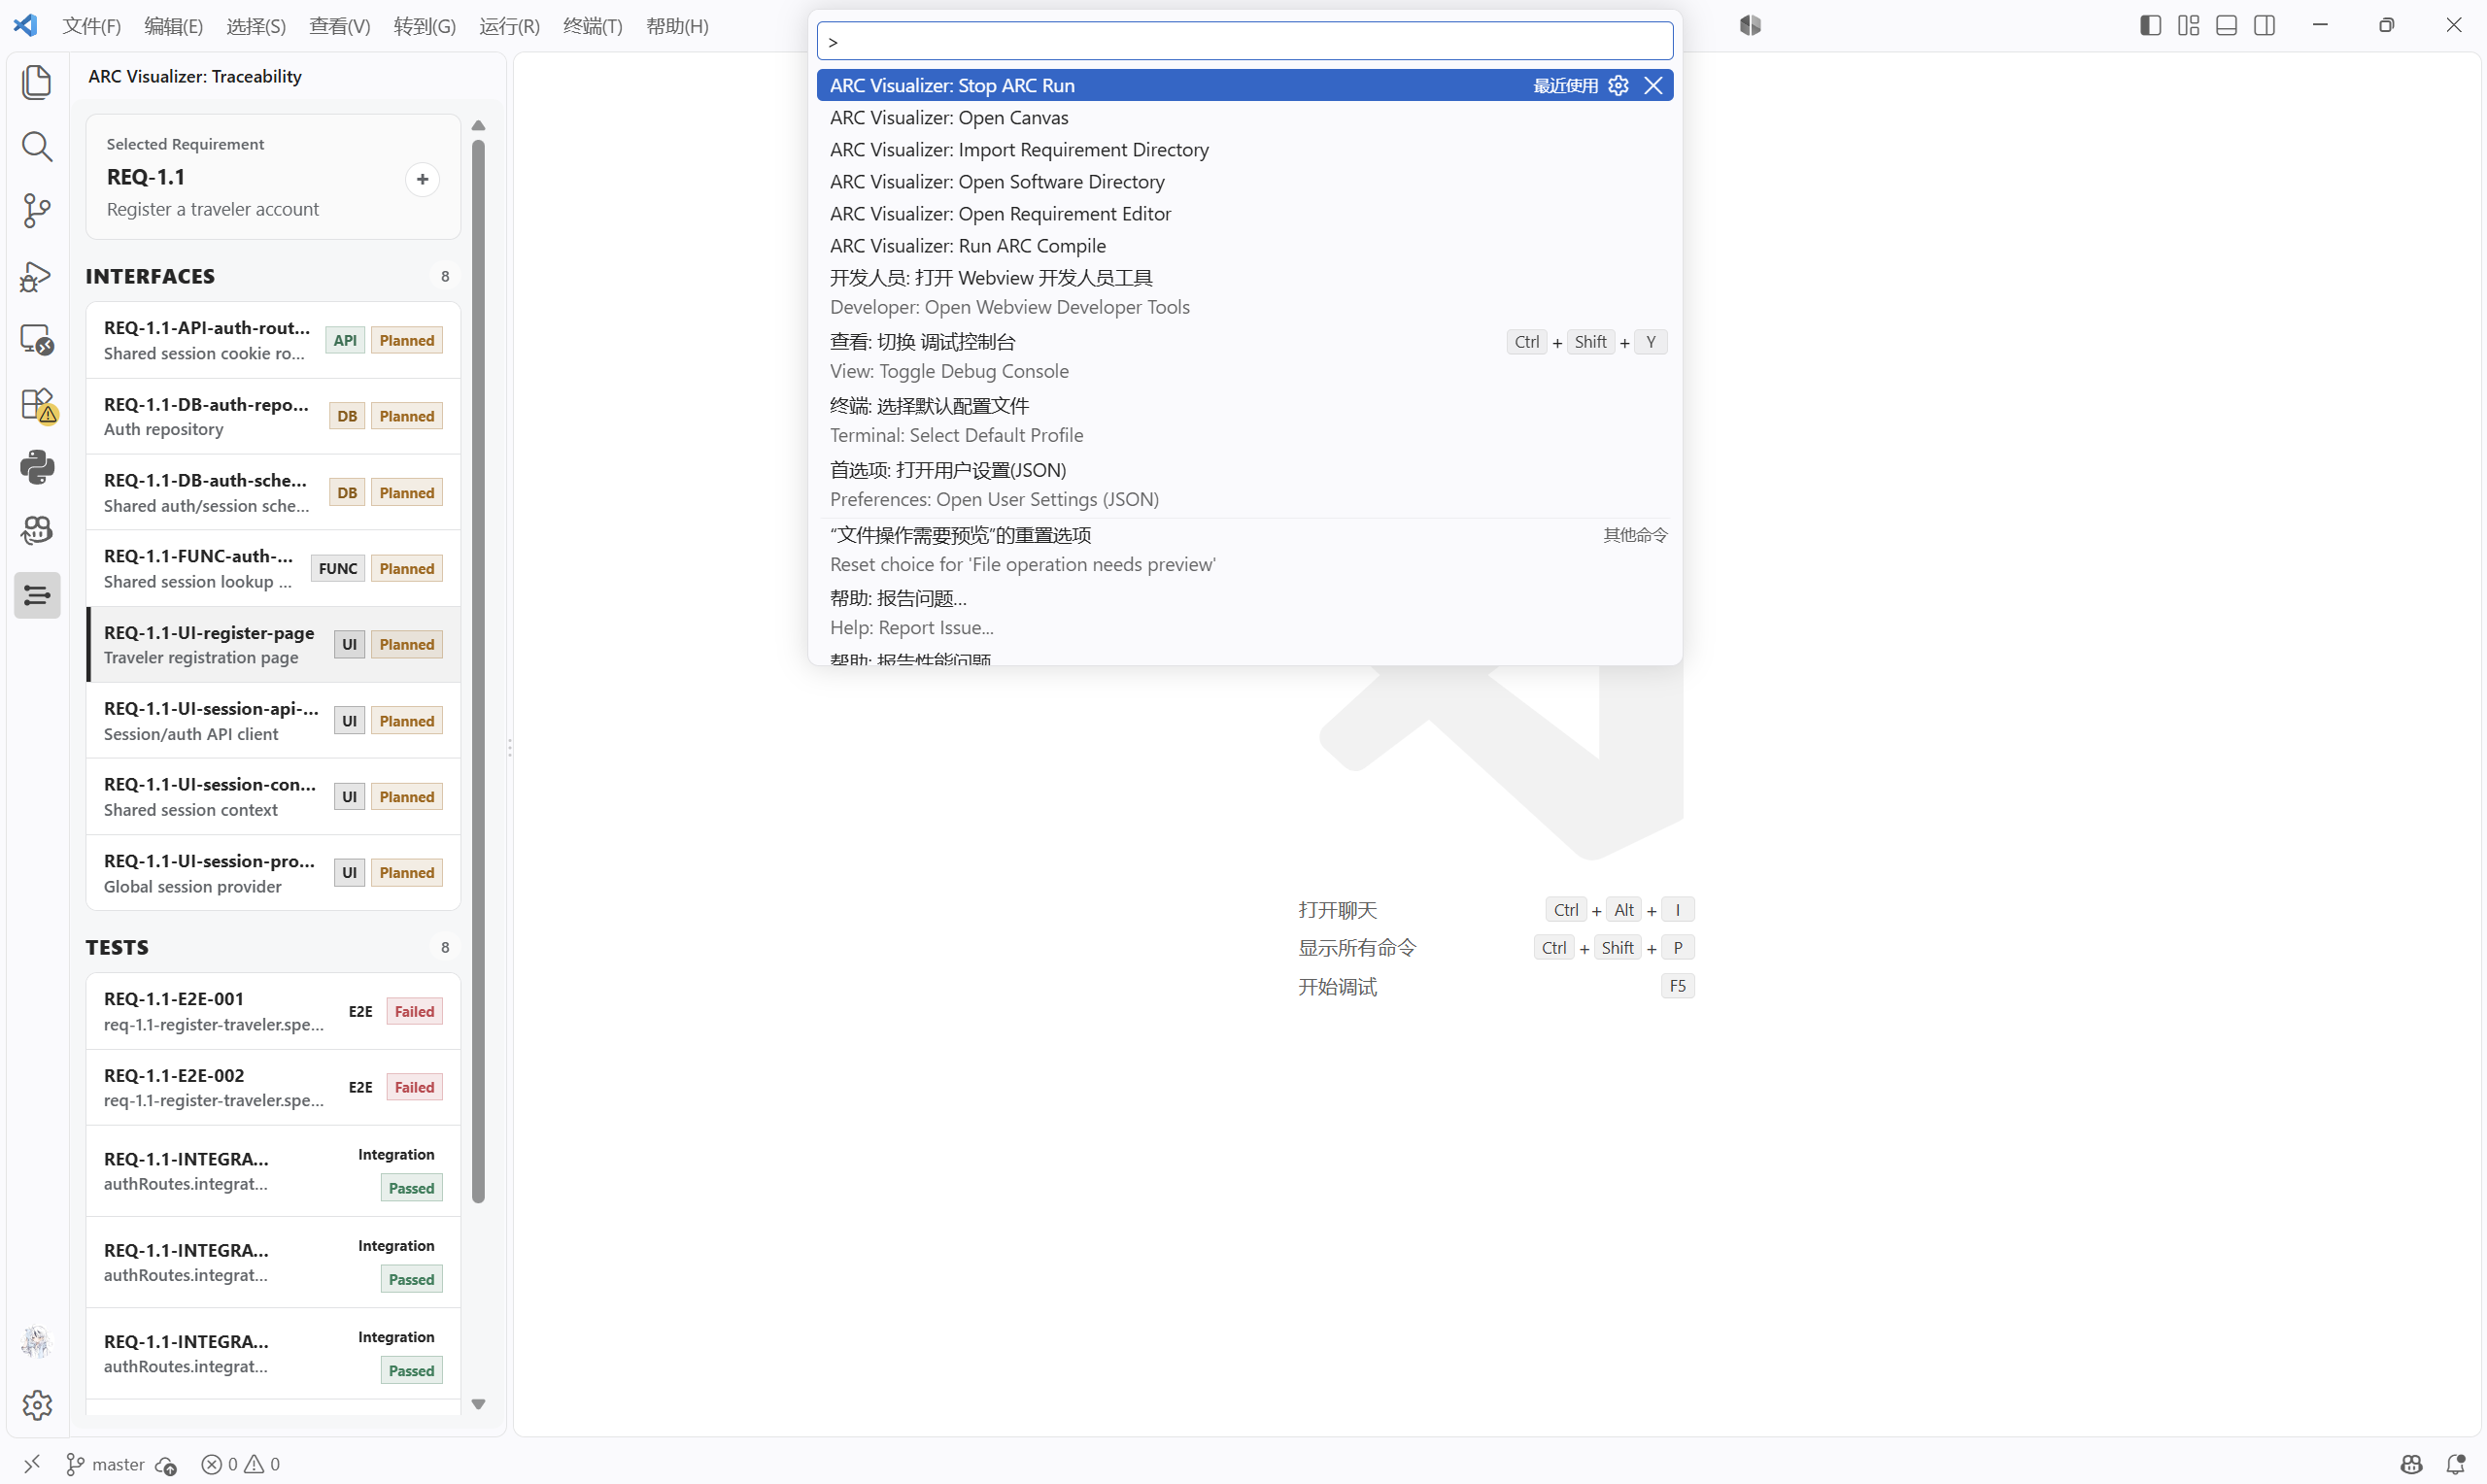 文件(F) 编辑(E) 选择(S) 查看(V) 转到(G) 运行(R) 终端(T) 帮助(H)
ARC Visualizer: Traceability
Selected Requirement
REQ-1.1
Register a traveler account
+
INTERFACES 8
REQ-1.1-API-auth-rout... API Planned
Shared session cookie ro...
REQ-1.1-DB-auth-repo... DB Planned
Auth repository
REQ-1.1-DB-auth-sche... DB Planned
Shared auth/session sche...
REQ-1.1-FUNC-auth-... FUNC Planned
Shared session lookup ...
REQ-1.1-UI-register-page UI Planned
Traveler registration page
REQ-1.1-UI-session-api-... UI Planned
Session/auth API client
REQ-1.1-UI-session-con... UI Planned
Shared session context
REQ-1.1-UI-session-pro... UI Planned
Global session provider
TESTS 8
REQ-1.1-E2E-001 E2E Failed
req-1.1-register-traveler.spe...
REQ-1.1-E2E-002 E2E Failed
req-1.1-register-traveler.spe...
REQ-1.1-INTEGRA... Integration
authRoutes.integrat... Passed
REQ-1.1-INTEGRA... Integration
authRoutes.integrat... Passed
REQ-1.1-INTEGRA... Integration
authRoutes.integrat... Passed
>
ARC Visualizer: Stop ARC Run 最近使用
ARC Visualizer: Open Canvas
ARC Visualizer: Import Requirement Directory
ARC Visualizer: Open Software Directory
ARC Visualizer: Open Requirement Editor
ARC Visualizer: Run ARC Compile
开发人员: 打开 Webview 开发人员工具
Developer: Open Webview Developer Tools
查看: 切换 调试控制台 Ctrl + Shift + Y
View: Toggle Debug Console
终端: 选择默认配置文件
Terminal: Select Default Profile
首选项: 打开用户设置(JSON)
Preferences: Open User Settings (JSON)
“文件操作需要预览”的重置选项 其他命令
Reset choice for 'File operation needs preview'
帮助: 报告问题...
Help: Report Issue...
帮助: 报告性能问题
打开聊天 Ctrl + Alt + I
显示所有命令 Ctrl + Shift + P
开始调试 F5
master 0 0